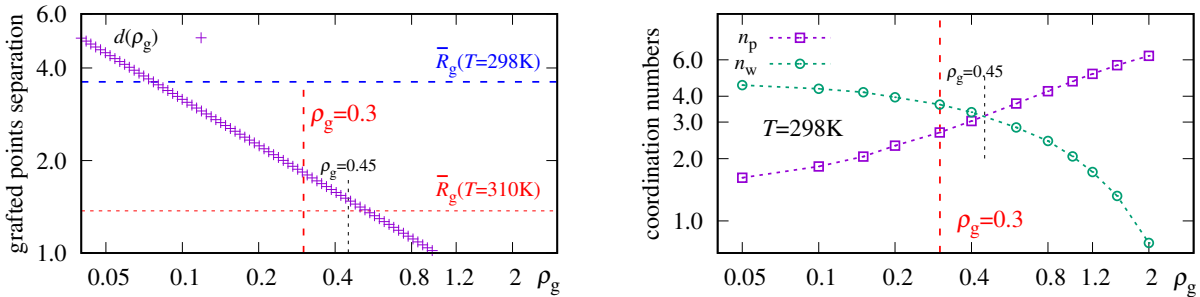 grafted points separation
6.0
4.0
2.0
1.0
d(ρg)
R̅g(T=298K)
ρg=0.3
ρg=0.45
R̅g(T=310K)
0.05 0.1 0.2 0.4 0.8 1.2 2 ρg
coordination numbers
6.0
4.0
3.0
2.0
1.0
np
nw
ρg=0.45
T=298K
ρg=0.3
0.05 0.1 0.2 0.4 0.8 1.2 2 ρg